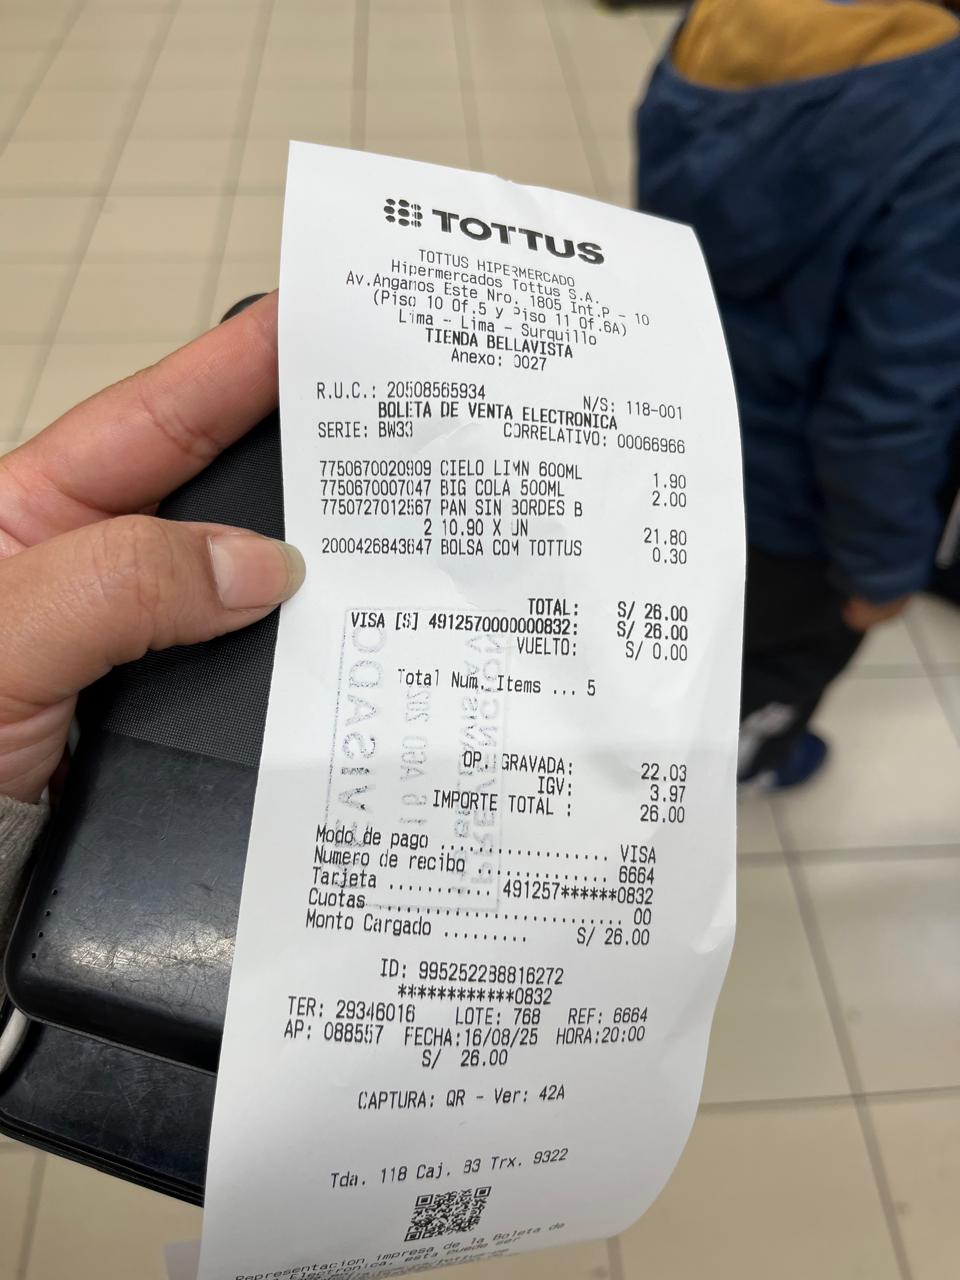 TOTTUS
TOTTUS HIPERMERCADO
Hipermercados Tottus S.A.
Av.Angamos Este Nro. 1805 Int.P - 10
(Piso 10 Of.5 y Piso 11 Of.6A)
Lima - Lima - Surquillo
TIENDA BELLAVISTA
Anexo: 0027
R.U.C.: 20508565934 N/S: 118-001
BOLETA DE VENTA ELECTRONICA
SERIE: BW33 CORRELATIVO: 00066966
7750670020909 CIELO LIMN 600ML 1.90
7750670007047 BIG COLA 500ML 2.00
7750727012567 PAN SIN BORDES B
2 10.90 X UN 21.80
2000426843647 BOLSA COM TOTTUS 0.30
TOTAL: S/ 26.00
VISA [S] 4912570000000832: S/ 26.00
VUELTO: S/ 0.00
Total Num. Items ... 5
OP. GRAVADA: 22.03
IGV: 3.97
IMPORTE TOTAL : 26.00
Modo de pago ................. VISA
Numero de recibo .............. 6664
Tarjeta ........... 491257******0832
Cuotas .......................... 00
Monto Cargado ......... S/ 26.00
ID: 995252288816272
************0832
TER: 29346016 LOTE: 768 REF: 6664
AP: 088557 FECHA:16/08/25 HORA:20:00
S/ 26.00
CAPTURA: QR - Ver: 42A
Tda. 118 Caj. 33 Trx. 9322
Representacion impresa de la Boleta de
Electronica, esta puede ser